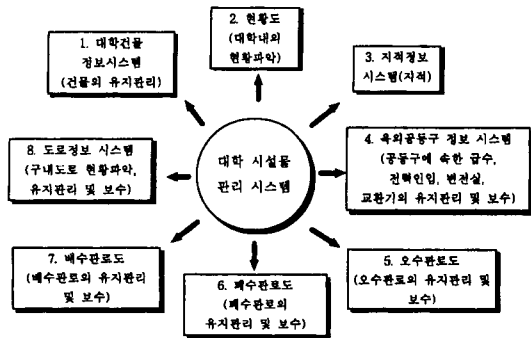 1. 대학건물
정보시스템
(건물의 유지관리)
2. 현황도
(대학내의
현황파악)
3. 지적정보
시스템(지적)
대학 시설물
관리 시스템
4. 옥외공동구 정보 시스템
(공동구에 속한 급수,
전력인입, 변전실,
교환기의 유지관리 및 보수)
8. 도로정보 시스템
(구내도로 현황파악,
유지관리 및 보수)
7. 배수관로도
(배수관로의 유지관리
및 보수)
6. 폐수관로도
(폐수관로의
유지관리 및 보수)
5. 오수관로도
(오수관로의 유지관리 및
보수)